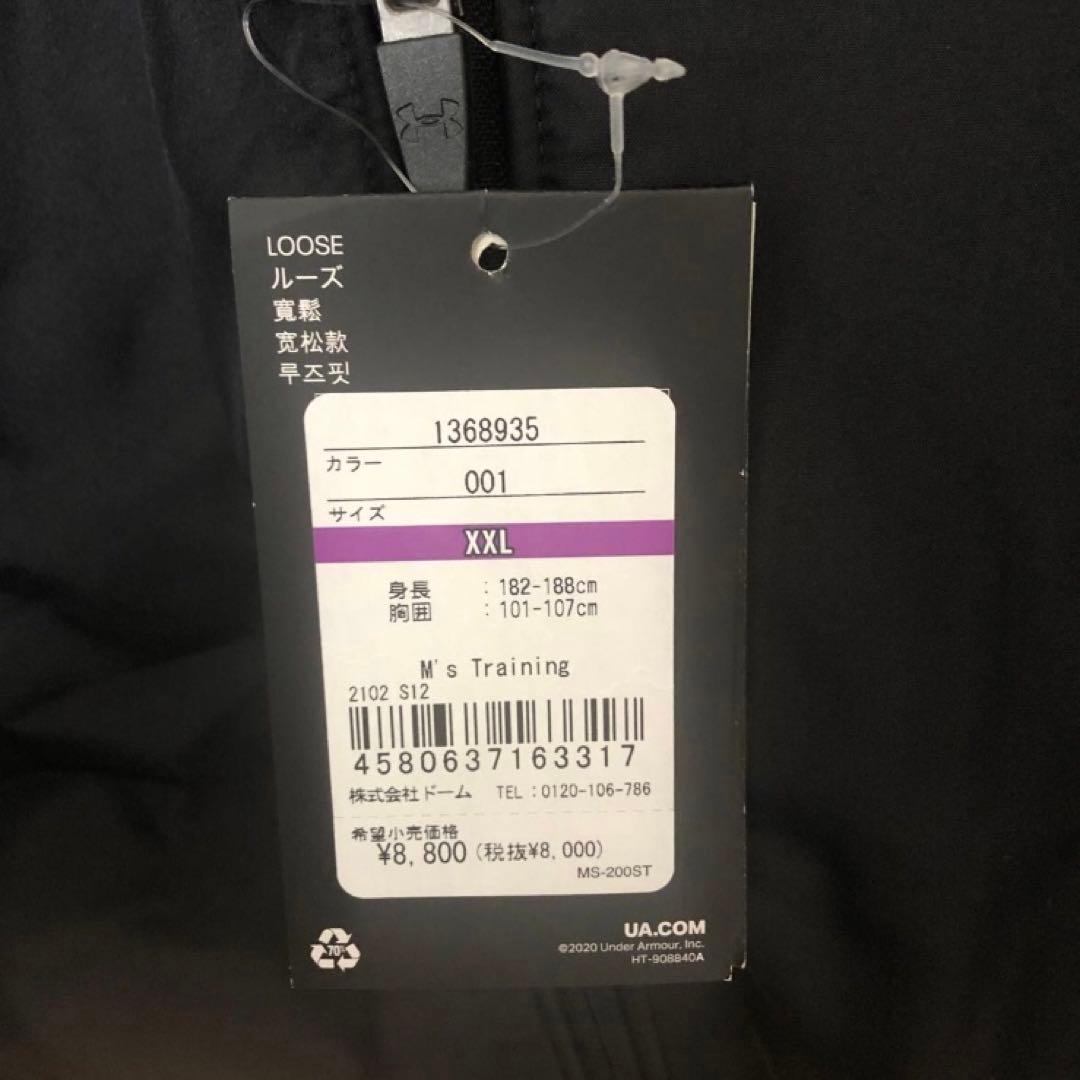 LOOSE
ルーズ
寬鬆
宽松款
루즈핏
1368935
カラー
001
サイズ
XXL
身長 : 182-188cm
胸囲 : 101-107cm
M's Training
2102 S12
4580637163317
株式会社ドーム TEL:0120-106-786
希望小売価格
¥8,800(税抜¥8,000)
MS-200ST
70%
UA.COM
©2020 Under Armour, Inc.
HT-908840A